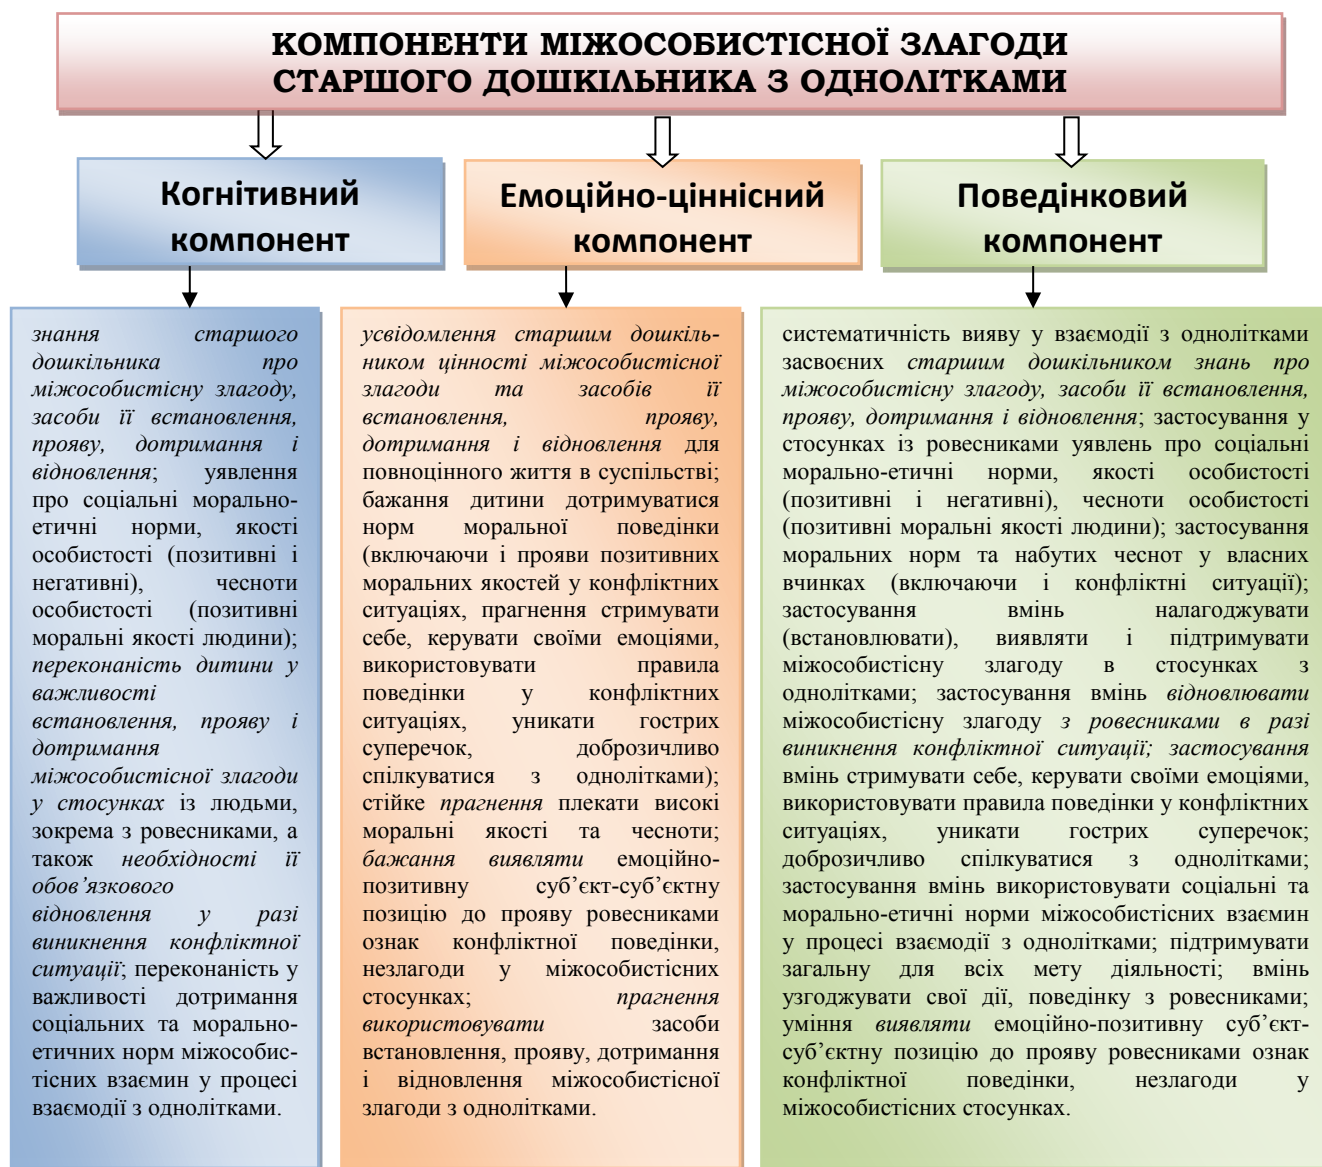 КОМПОНЕНТИ МІЖОСОБИСТІСНОЇ ЗЛАГОДИ
СТАРШОГО ДОШКІЛЬНИКА З ОДНОЛІТКАМИ
Когнітивний
компонент
знання старшого
дошкільника про
міжособистісну злагоду,
засоби її встановлення,
прояву, дотримання і
відновлення; уявлення
про соціальні морально-
етичні норми, якості
особистості (позитивні і
негативні), чесноти
особистості (позитивні
моральні якості людини);
переконаність дитини у
важливості
встановлення, прояву і
дотримання
міжособистісної злагоди
у стосунках із людьми,
зокрема з ровесниками, а
також необхідності її
обов’язкового
відновлення у разі
виникнення конфліктної
ситуації; переконаність у
важливості дотримання
соціальних та морально-
етичних норм міжособис-
тісних взаємин у процесі
взаємодії з однолітками.
Емоційно-ціннісний
компонент
усвідомлення старшим дошкіль-
ником цінності міжособистісної
злагоди та засобів її
встановлення, прояву,
дотримання і відновлення для
повноцінного життя в суспільстві;
бажання дитини дотримуватися
норм моральної поведінки
(включаючи і прояви позитивних
моральних якостей у конфліктних
ситуаціях, прагнення стримувати
себе, керувати своїми емоціями,
використовувати правила
поведінки у конфліктних
ситуаціях, уникати гострих
суперечок, доброзичливо
спілкуватися з однолітками);
стійке прагнення плекати високі
моральні якості та чесноти;
бажання виявляти емоційно-
позитивну суб’єкт-суб’єктну
позицію до прояву ровесниками
ознак конфліктної поведінки,
незлагоди у міжособистісних
стосунках; прагнення
використовувати засоби
встановлення, прояву, дотримання
і відновлення міжособистісної
злагоди з однолітками.
Поведінковий
компонент
систематичність вияву у взаємодії з однолітками
засвоєних старшим дошкільником знань про
міжособистісну злагоду, засоби її встановлення,
прояву, дотримання і відновлення; застосування у
стосунках із ровесниками уявлень про соціальні
морально-етичні норми, якості особистості
(позитивні і негативні), чесноти особистості
(позитивні моральні якості людини); застосування
моральних норм та набутих чеснот у власних
вчинках (включаючи і конфліктні ситуації);
застосування вмінь налагоджувати
(встановлювати), виявляти і підтримувати
міжособистісну злагоду в стосунках з
однолітками; застосування вмінь відновлювати
міжособистісну злагоду з ровесниками в разі
виникнення конфліктної ситуації; застосування
вмінь стримувати себе, керувати своїми емоціями,
використовувати правила поведінки у конфліктних
ситуаціях, уникати гострих суперечок;
доброзичливо спілкуватися з однолітками;
застосування вмінь використовувати соціальні та
морально-етичні норми міжособистісних взаємин
у процесі взаємодії з однолітками; підтримувати
загальну для всіх мету діяльності; вмінь
узгоджувати свої дії, поведінку з ровесниками;
уміння виявляти емоційно-позитивну суб’єкт-
суб’єктну позицію до прояву ровесниками ознак
конфліктної поведінки, незлагоди у
міжособистісних стосунках.